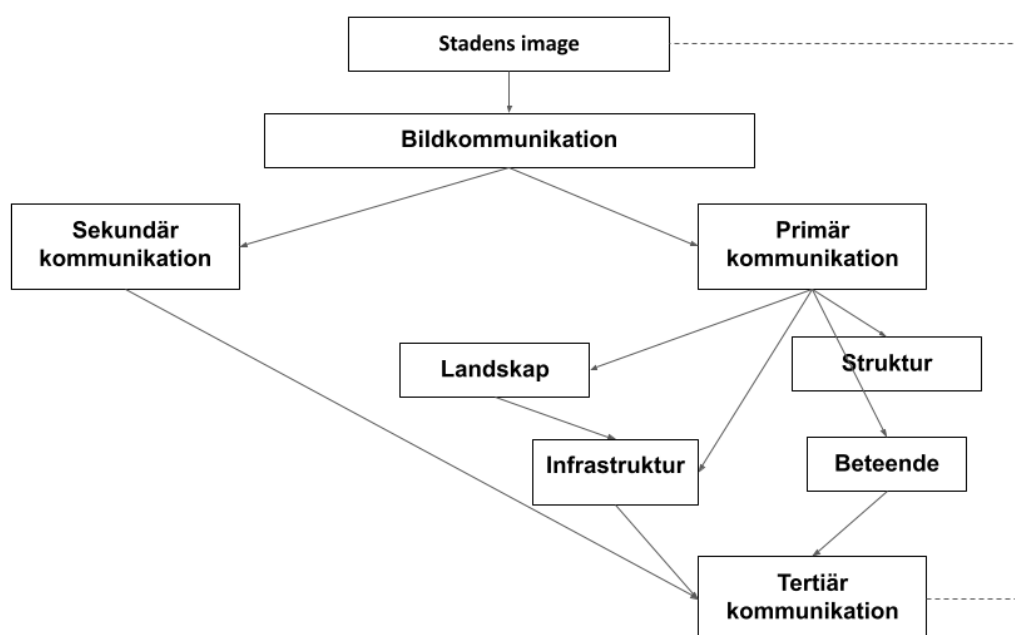 Stadens image
Bildkommunikation
Sekundär
kommunikation
Primär
kommunikation
Landskap
Struktur
Infrastruktur
Beteende
Tertiär
kommunikation